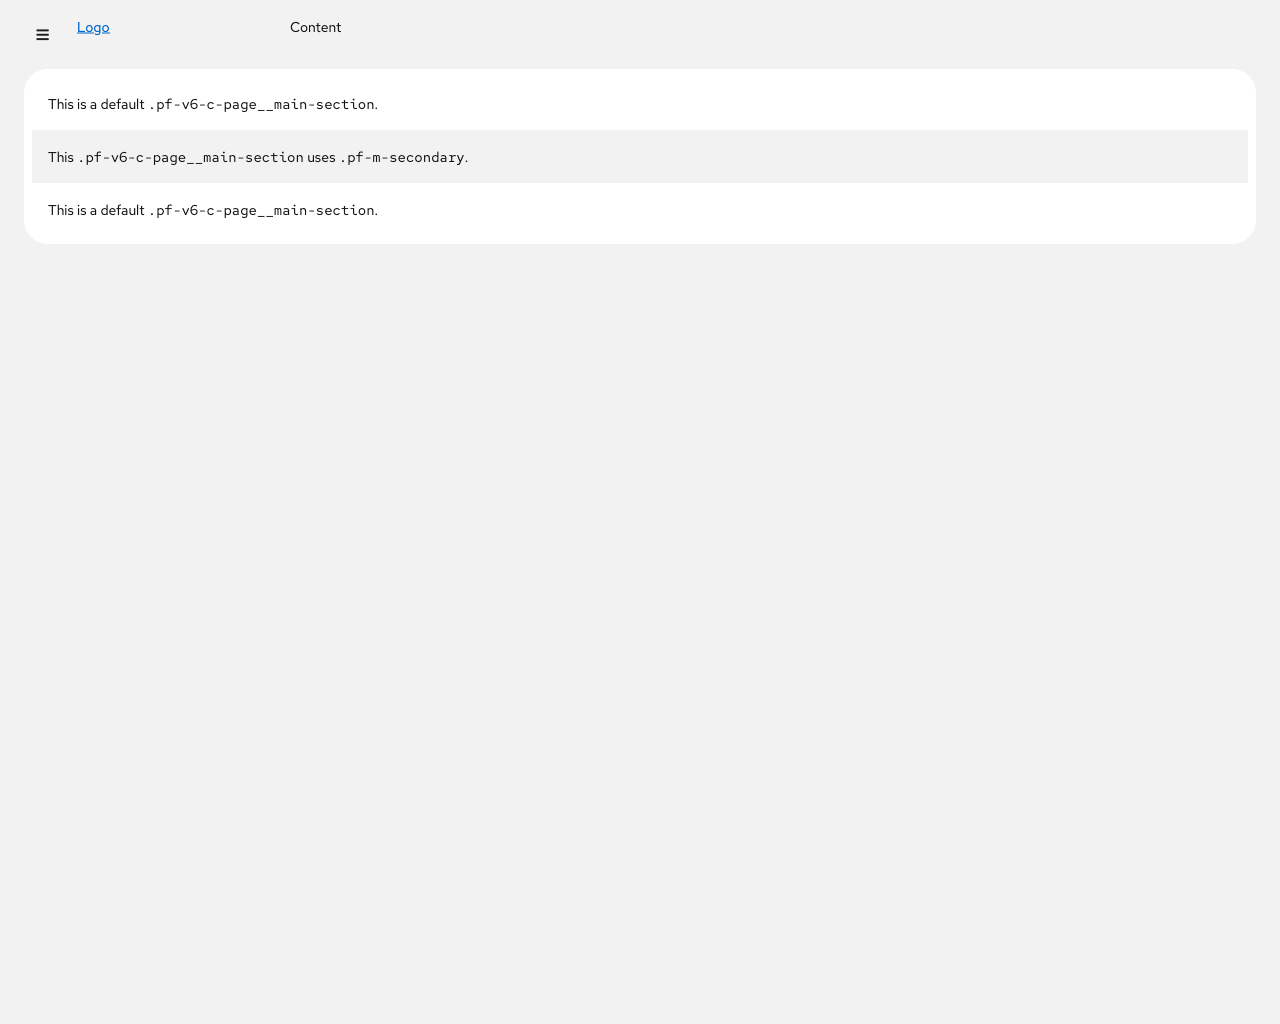 Logo
Content
This is a default .pf-v6-c-page__main-section.
This .pf-v6-c-page__main-section uses .pf-m-secondary.
This is a default .pf-v6-c-page__main-section.